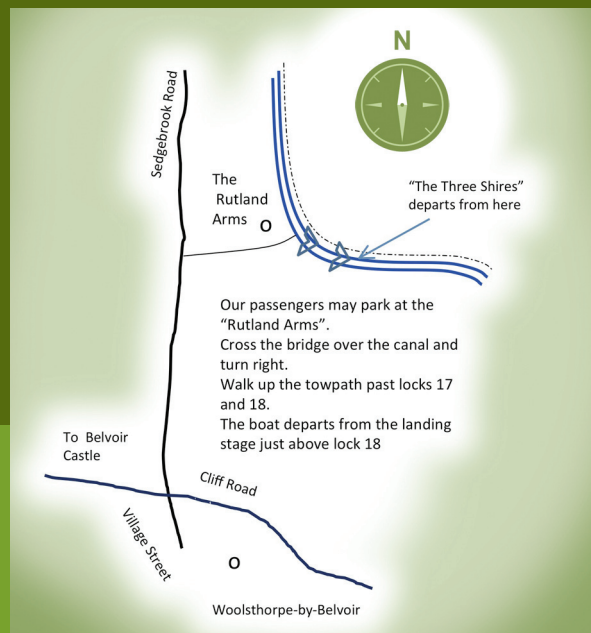 N
Sedgebrook Road
The
Rutland
Arms
O
“The Three Shires”
departs from here
Our passengers may park at the
“Rutland Arms”.
Cross the bridge over the canal and
turn right.
Walk up the towpath past locks 17
and 18.
The boat departs from the landing
stage just above lock 18
To Belvoir
Castle
Cliff Road
Village Street
O
Woolsthorpe-by-Belvoir